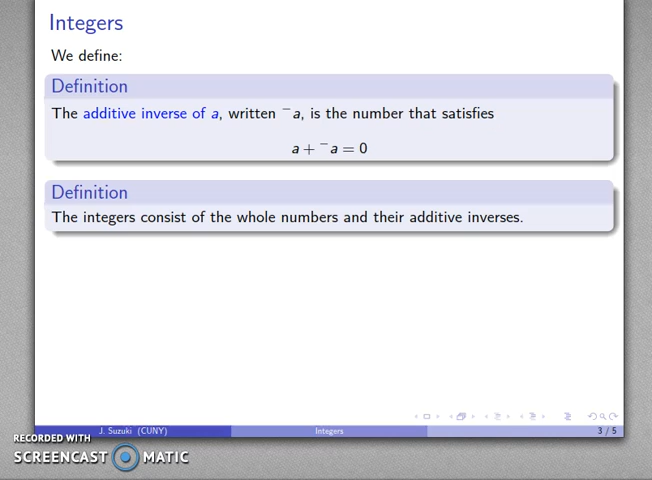 Integers
We define:
Definition
The additive inverse of a, written ⁻a, is the number that satisfies
a + ⁻a = 0
Definition
The integers consist of the whole numbers and their additive inverses.
J. Suzuki (CUNY)
Integers
3 / 5
RECORDED WITH
SCREENCAST MATIC